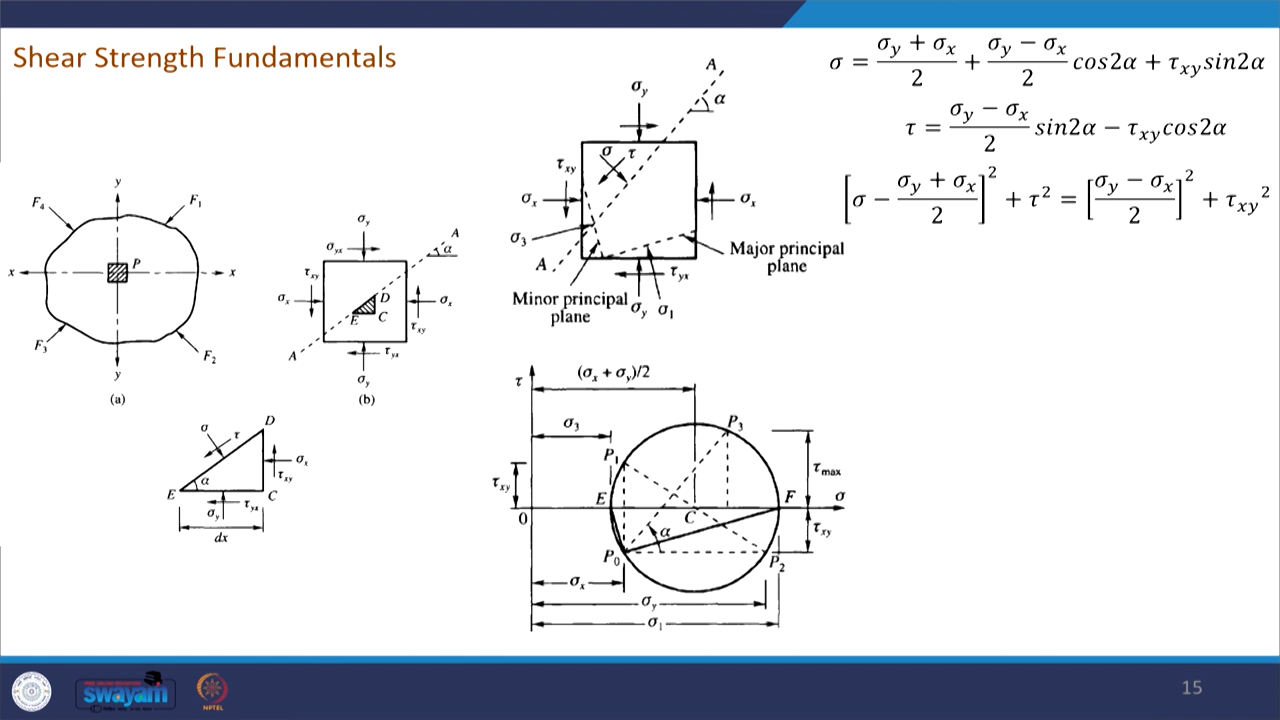 Shear Strength Fundamentals
σ = (σy + σx)/2 + (σy − σx)/2 cos2α + τxy sin2α
τ = (σy − σx)/2 sin2α − τxy cos2α
[σ − (σy + σx)/2]² + τ² = [(σy − σx)/2]² + τxy²
y
F4
F1
P
x
x
F3
F2
y
(a)
σy
A
σyx
α
τxy
σx
D
σx
E
C
τxy
A
τyx
σy
(b)
D
σ
τ
σx
α
τxy
E
C
σy
τyx
dx
A
σy
α
σ
τ
τxy
σx
σx
σ3
A
Major principal
plane
τyx
Minor principal
plane
σy
σ1
τ
(σx + σy)/2
σ3
P3
P1
τxy
τmax
E
F
σ
0
C
α
τxy
P0
P2
σx
σy
σ1
swayam
NPTEL
15